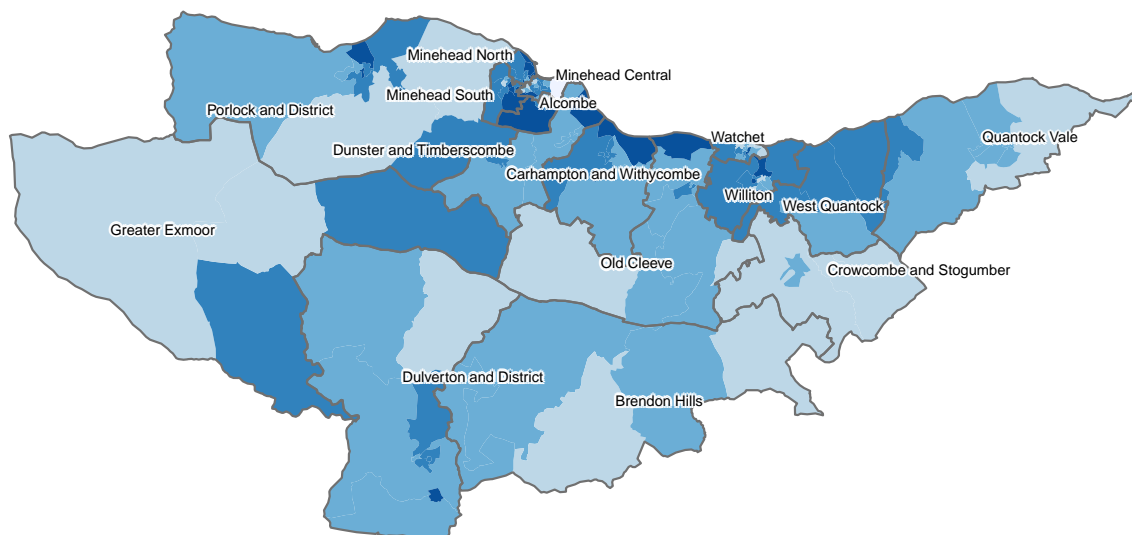 Minehead North
Minehead Central
Minehead South
Alcombe
Porlock and District
Watchet
Quantock Vale
Dunster and Timberscombe
Carhampton and Withycombe
Williton
West Quantock
Greater Exmoor
Old Cleeve
Crowcombe and Stogumber
Dulverton and District
Brendon Hills